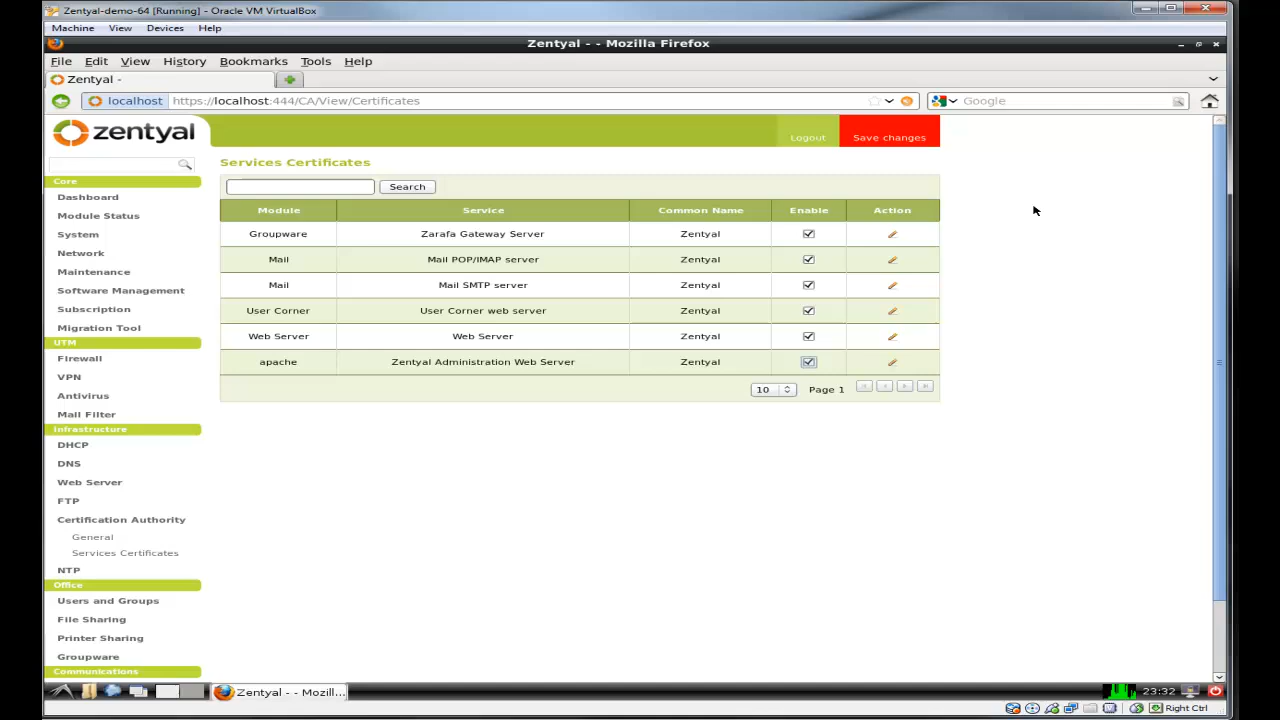 Zentyal-demo-64 [Running] - Oracle VM VirtualBox
Machine View Devices Help
Zentyal - - Mozilla Firefox
File Edit View History Bookmarks Tools Help
Zentyal -
localhost https://localhost:444/CA/View/Certificates Google
zentyal Logout Save changes
Services Certificates
Search
Module Service Common Name Enable Action
Groupware Zarafa Gateway Server Zentyal
Mail Mail POP/IMAP server Zentyal
Mail Mail SMTP server Zentyal
User Corner User Corner web server Zentyal
Web Server Web Server Zentyal
apache Zentyal Administration Web Server Zentyal
10 Page 1
Core
Dashboard
Module Status
System
Network
Maintenance
Software Management
Subscription
Migration Tool
UTM
Firewall
VPN
Antivirus
Mail Filter
Infrastructure
DHCP
DNS
Web Server
FTP
Certification Authority
General
Services Certificates
NTP
Office
Users and Groups
File Sharing
Printer Sharing
Groupware
Communications
Zentyal - - Mozill... 23:32
Right Ctrl